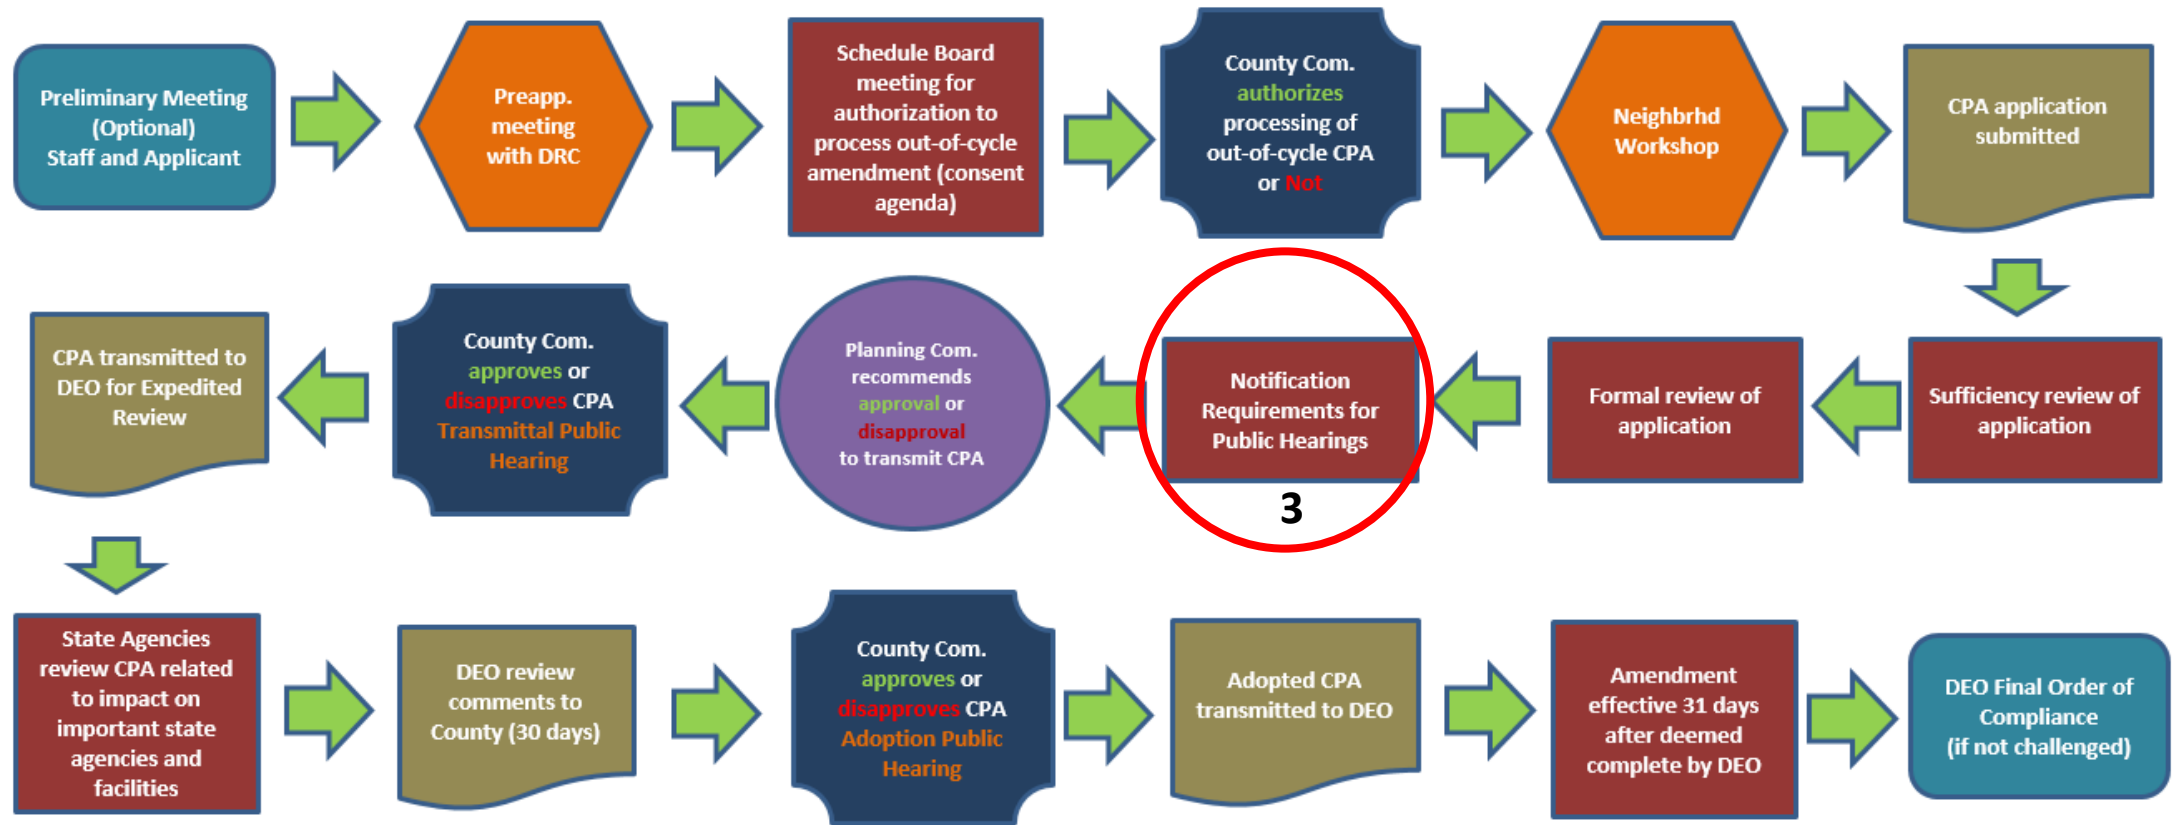 Preliminary Meeting
(Optional)
Staff and Applicant
Preapp.
meeting
with DRC
Schedule Board
meeting for
authorization to
process out-of-cycle
amendment (consent
agenda)
County Com.
authorizes
processing of
out-of-cycle CPA
or Not
Neighbrhd
Workshop
CPA application
submitted
Sufficiency review of
application
Formal review of
application
Notification
Requirements for
Public Hearings
3
Planning Com.
recommends
approval or
disapproval
to transmit CPA
County Com.
approves or
disapproves CPA
Transmittal Public
Hearing
CPA transmitted to
DEO for Expedited
Review
State Agencies
review CPA related
to impact on
important state
agencies and
facilities
DEO review
comments to
County (30 days)
County Com.
approves or
disapproves CPA
Adoption Public
Hearing
Adopted CPA
transmitted to DEO
Amendment
effective 31 days
after deemed
complete by DEO
DEO Final Order of
Compliance
(if not challenged)